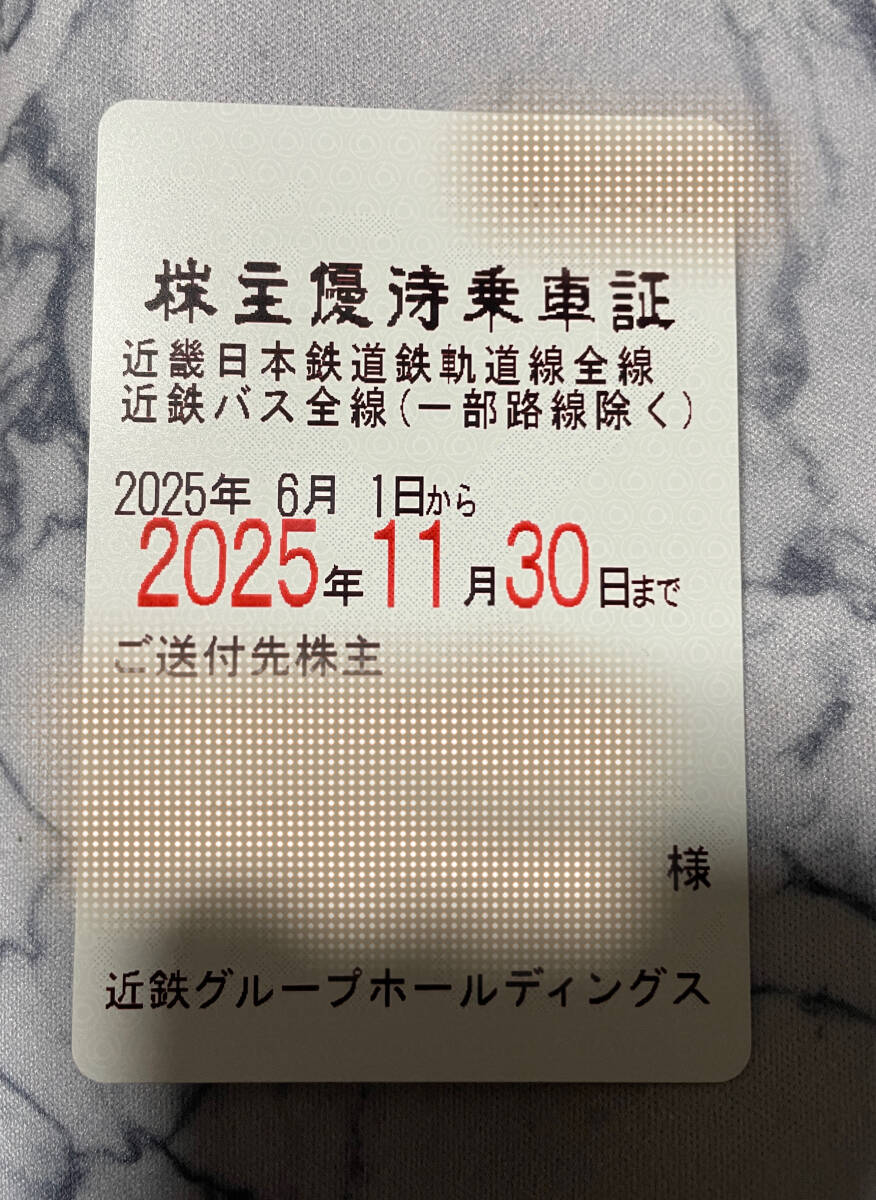 株主優待乗車証
近畿日本鉄道鉄軌道線全線
近鉄バス全線(一部路線除く)
2025年 6月 1日から
2025年11月30日まで
ご送付先株主
様
近鉄グループホールディングス